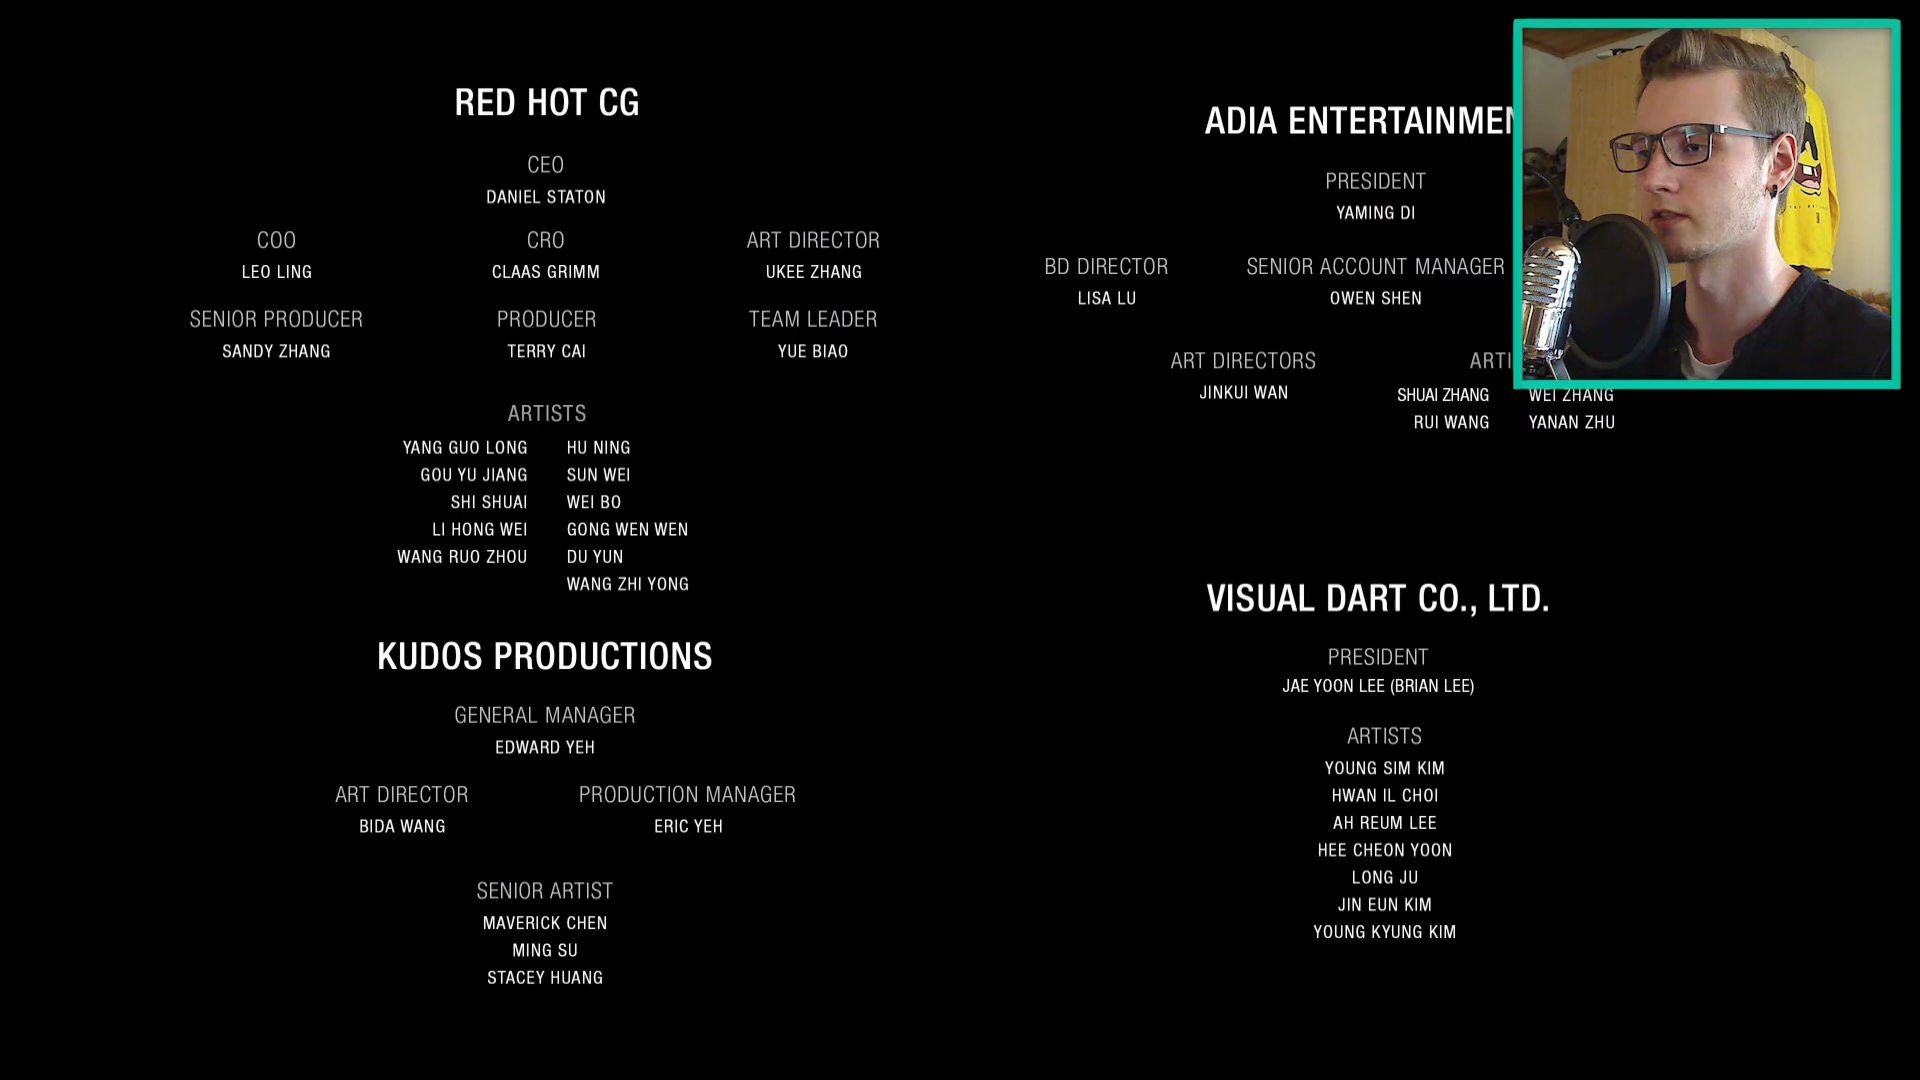 RED HOT CG
CEO
DANIEL STATON
COO CRO ART DIRECTOR
LEO LING CLAAS GRIMM UKEE ZHANG
SENIOR PRODUCER PRODUCER TEAM LEADER
SANDY ZHANG TERRY CAI YUE BIAO
ARTISTS
YANG GUO LONG HU NING
GOU YU JIANG SUN WEI
SHI SHUAI WEI BO
LI HONG WEI GONG WEN WEN
WANG RUO ZHOU DU YUN
WANG ZHI YONG
KUDOS PRODUCTIONS
GENERAL MANAGER
EDWARD YEH
ART DIRECTOR PRODUCTION MANAGER
BIDA WANG ERIC YEH
SENIOR ARTIST
MAVERICK CHEN
MING SU
STACEY HUANG
ADIA ENTERTAINMEN
PRESIDENT
YAMING DI
BD DIRECTOR SENIOR ACCOUNT MANAGER
LISA LU OWEN SHEN
ART DIRECTORS ARTI
JINKUI WAN SHUAI ZHANG WEI ZHANG
RUI WANG YANAN ZHU
VISUAL DART CO., LTD.
PRESIDENT
JAE YOON LEE (BRIAN LEE)
ARTISTS
YOUNG SIM KIM
HWAN IL CHOI
AH REUM LEE
HEE CHEON YOON
LONG JU
JIN EUN KIM
YOUNG KYUNG KIM